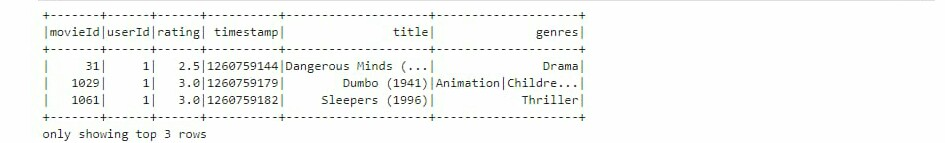 +-------+------+------+----------+--------------------+--------------------+
|movieId|userId|rating| timestamp|               title|              genres|
+-------+------+------+----------+--------------------+--------------------+
|     31|     1|   2.5|1260759144|Dangerous Minds (...|               Drama|
|   1029|     1|   3.0|1260759179|        Dumbo (1941)|Animation|Childre...|
|   1061|     1|   3.0|1260759182|     Sleepers (1996)|            Thriller|
+-------+------+------+----------+--------------------+--------------------+
only showing top 3 rows